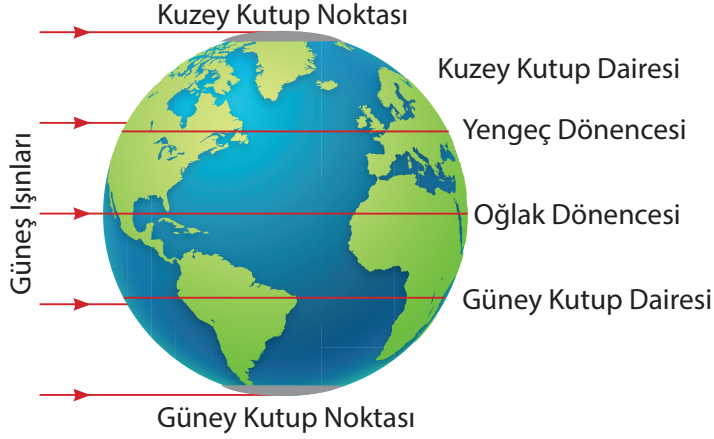 Kuzey Kutup Noktası
Kuzey Kutup Dairesi
Yengeç Dönencesi
Güneş Işınları
Oğlak Dönencesi
Güney Kutup Dairesi
Güney Kutup Noktası